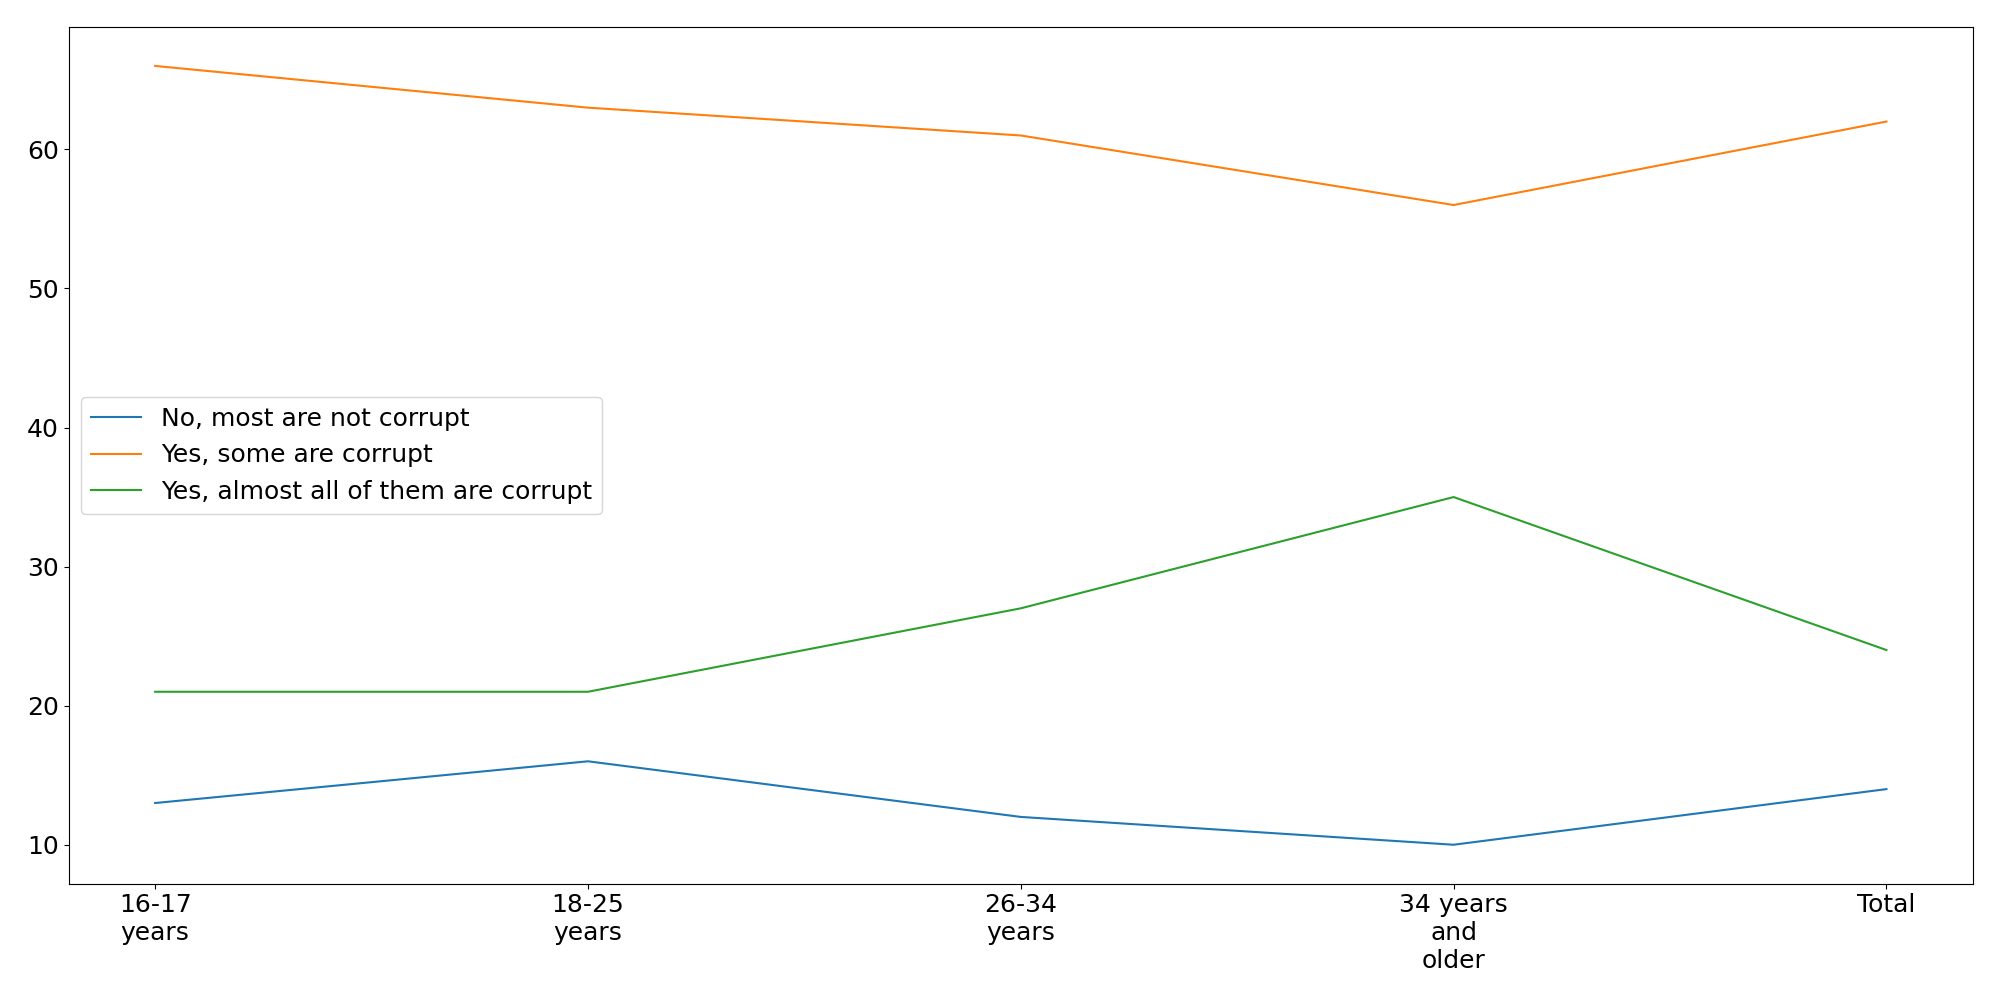 60
50
40
30
20
10
No, most are not corrupt
Yes, some are corrupt
Yes, almost all of them are corrupt
16-17
years
18-25
years
26-34
years
34 years
and
older
Total